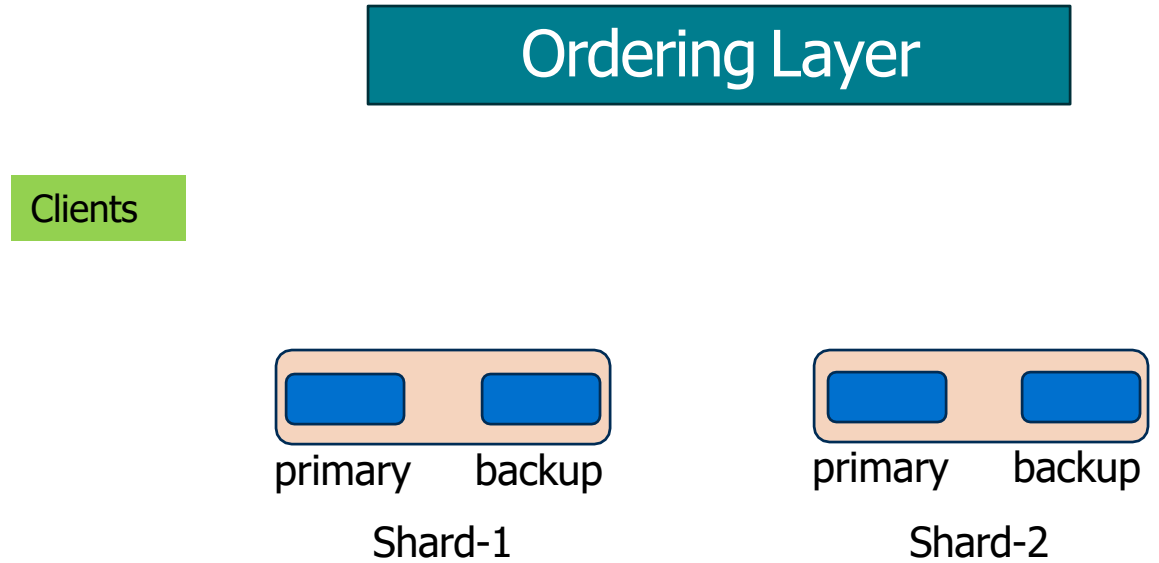 Ordering Layer
Clients
primary backup
primary backup
Shard-1
Shard-2